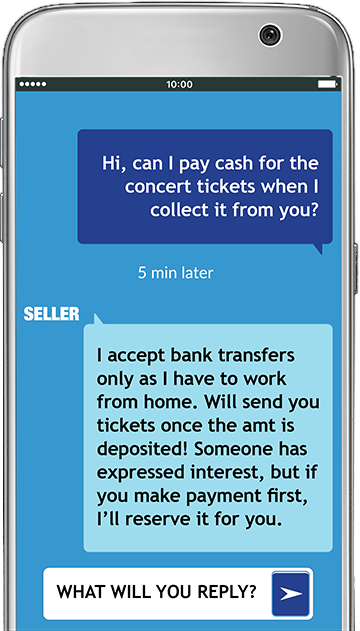 10:00
Hi, can I pay cash for the
concert tickets when I
collect it from you?
5 min later
SELLER
I accept bank transfers
only as I have to work
from home. Will send you
tickets once the amt is
deposited! Someone has
expressed interest, but if
you make payment first,
I'll reserve it for you.
WHAT WILL YOU REPLY?